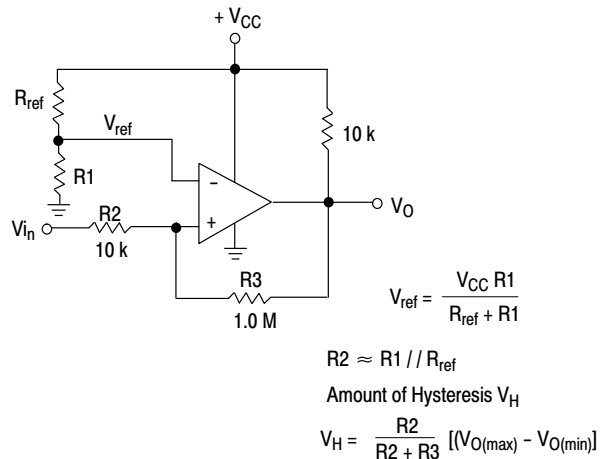 + VCC
Rref
Vref
10 k
R1
–
+
VO
Vin
R2
10 k
R3
1.0 M
Vref = VCC R1 / Rref + R1
R2 ≈ R1 // Rref
Amount of Hysteresis VH
VH = R2 / R2 + R3 [(VO(max) – VO(min)]